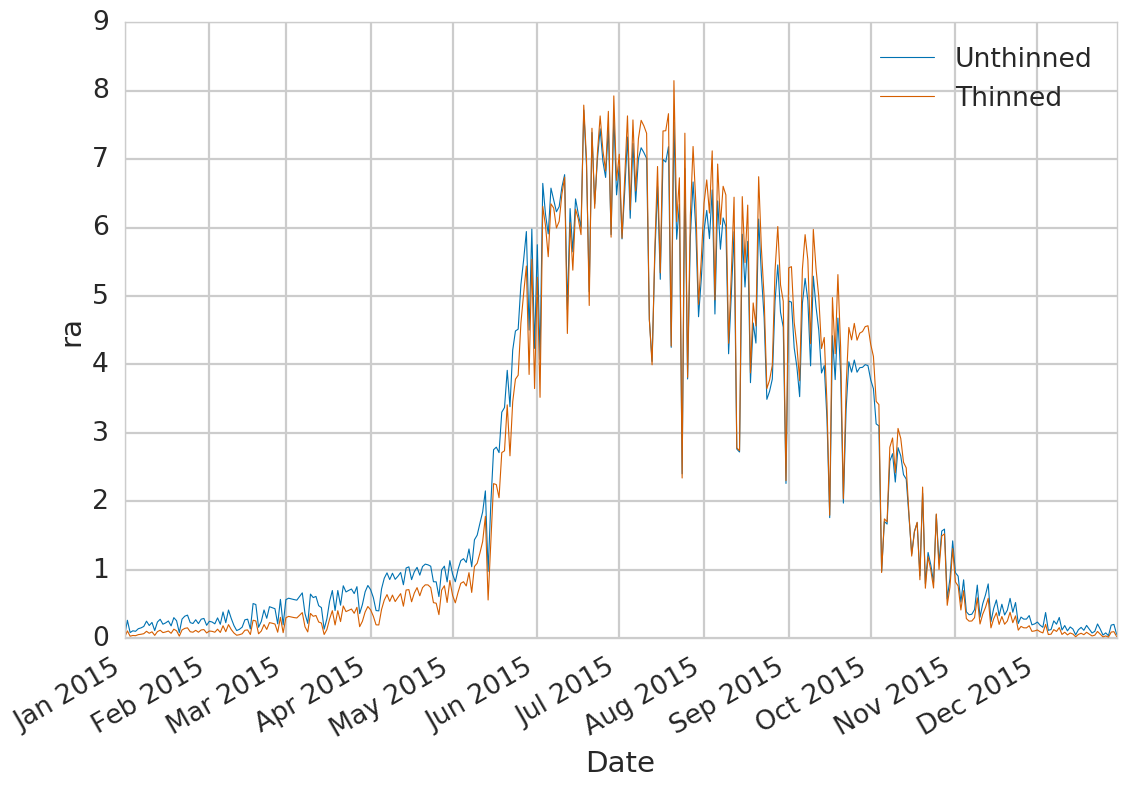 9
8
7
6
5
4
3
2
1
0
ra
Unthinned
Thinned
Jan 2015
Feb 2015
Mar 2015
Apr 2015
May 2015
Jun 2015
Jul 2015
Aug 2015
Sep 2015
Oct 2015
Nov 2015
Dec 2015
Date